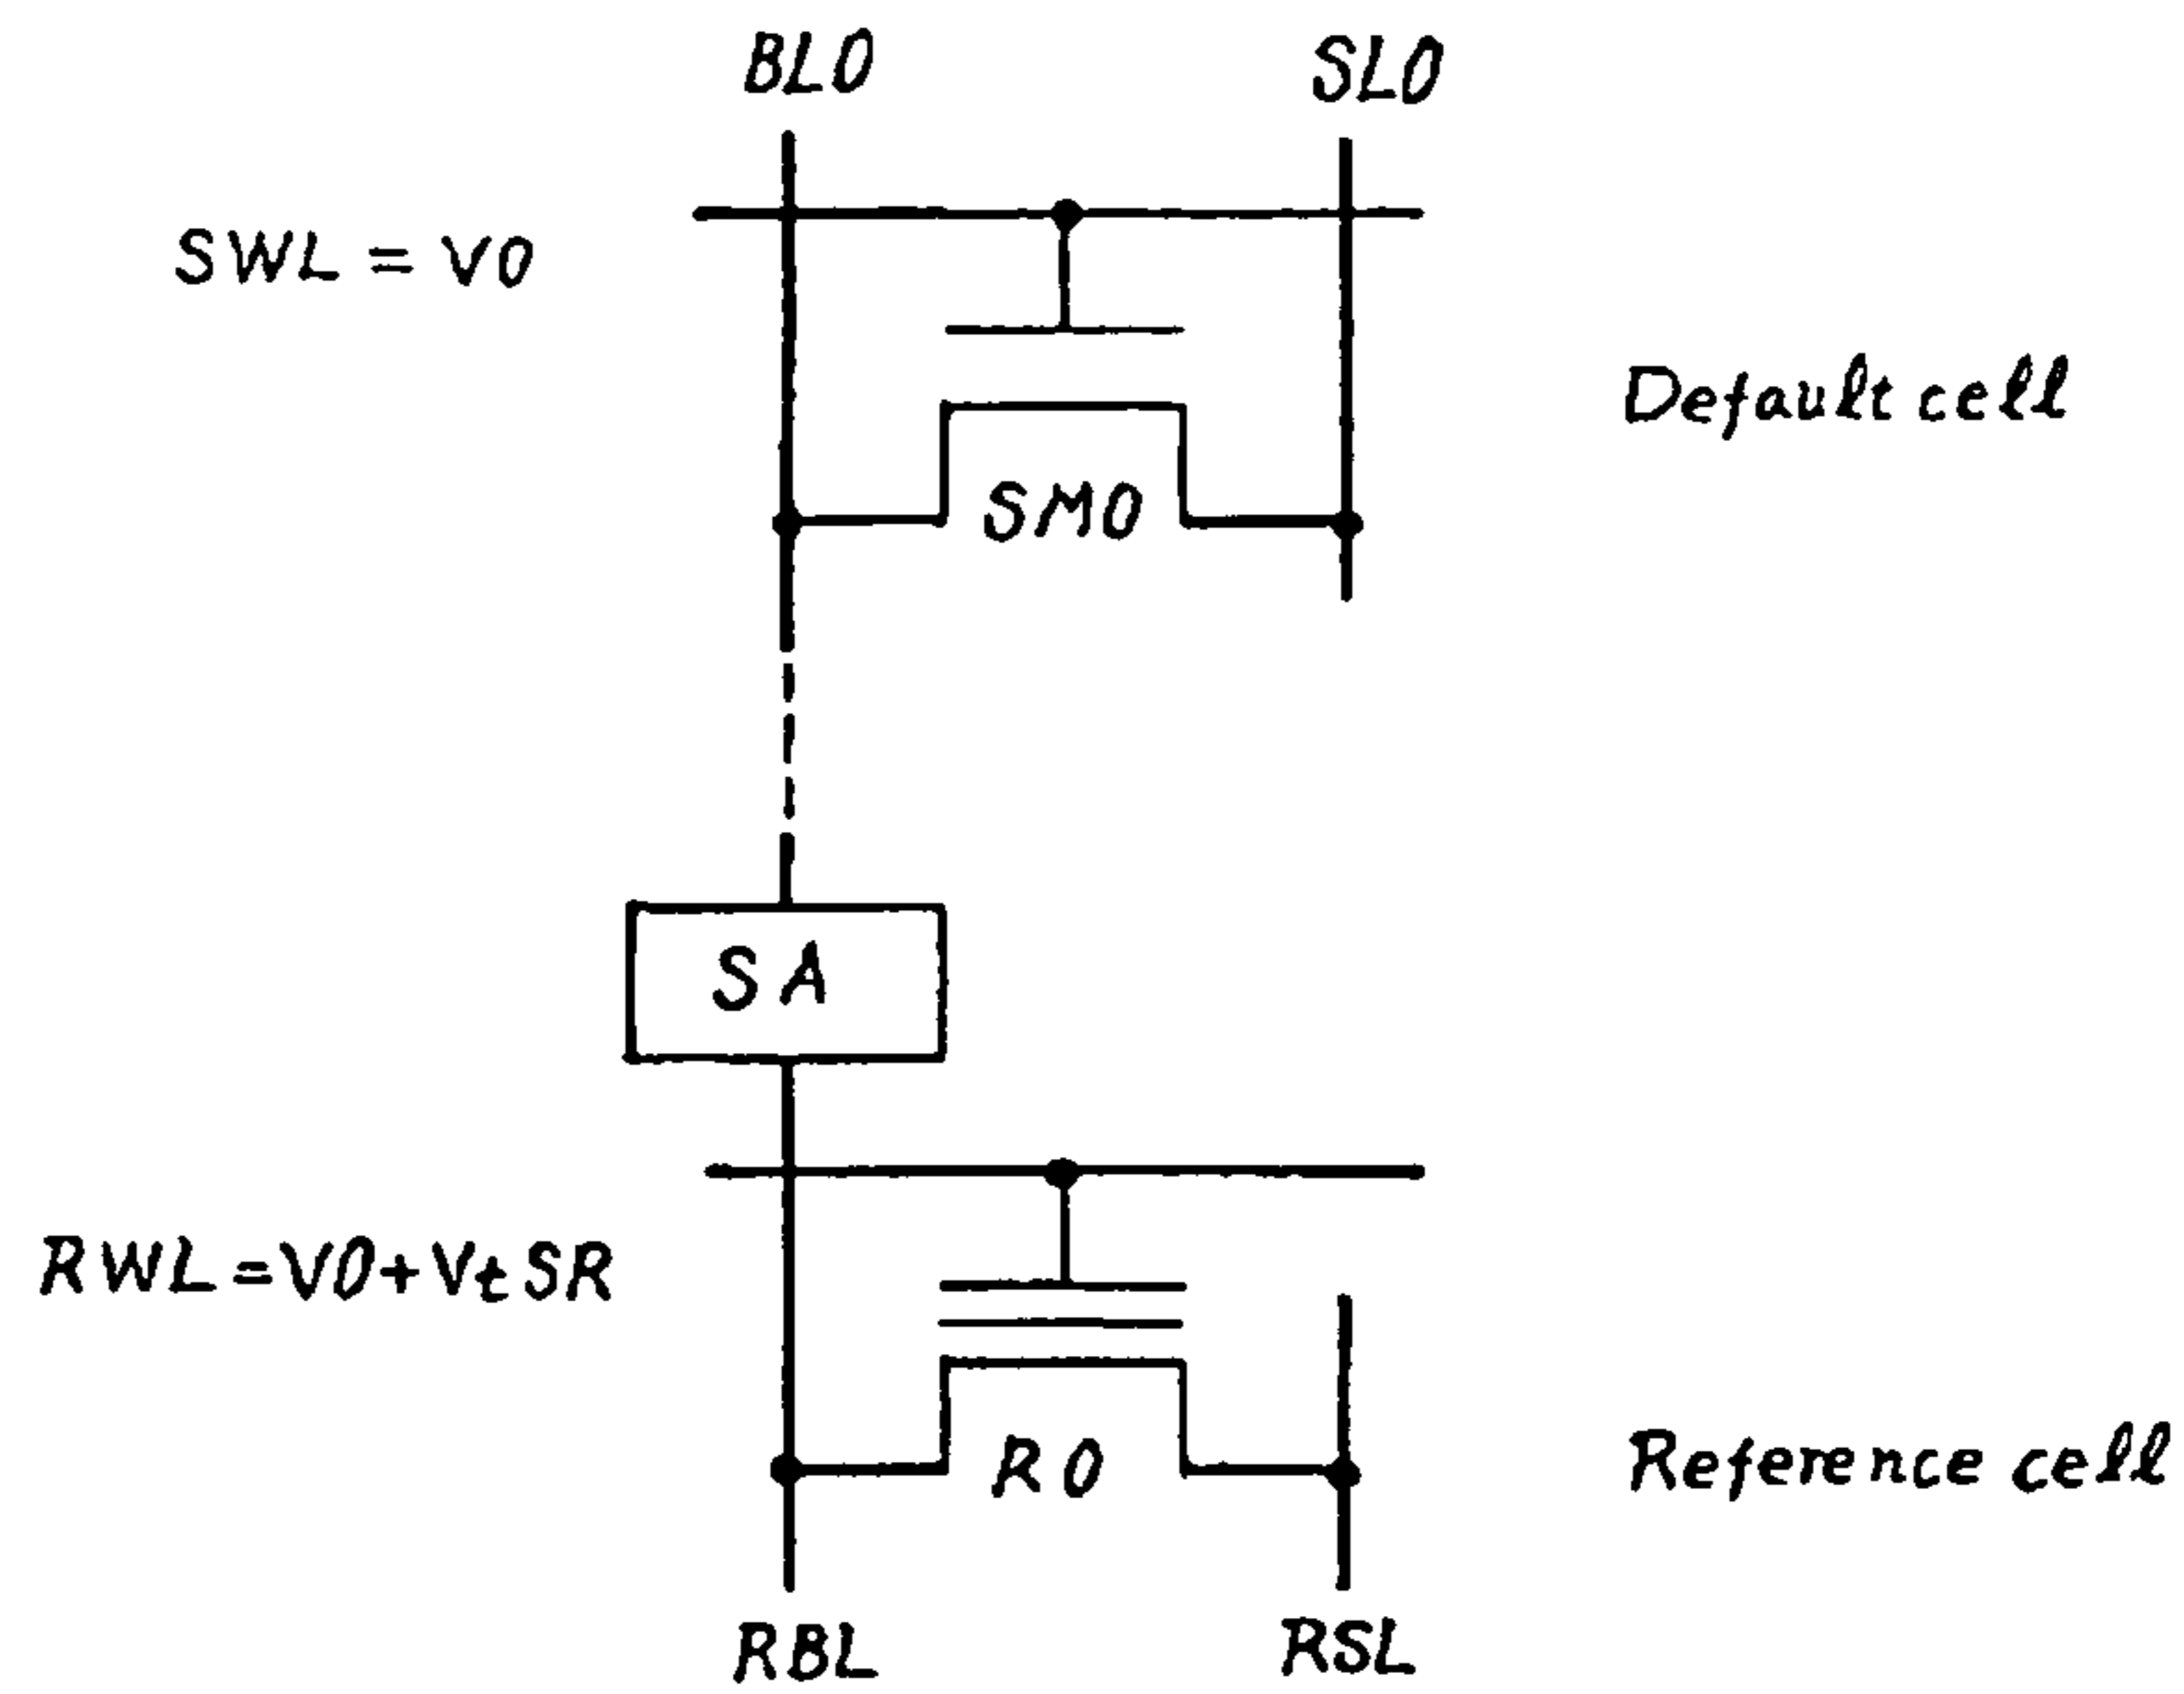 BL0 SL0
SWL = V0
Default cell
SM0
SA
RWL=V0+VtSR
R0
Reference cell
RBL RSL